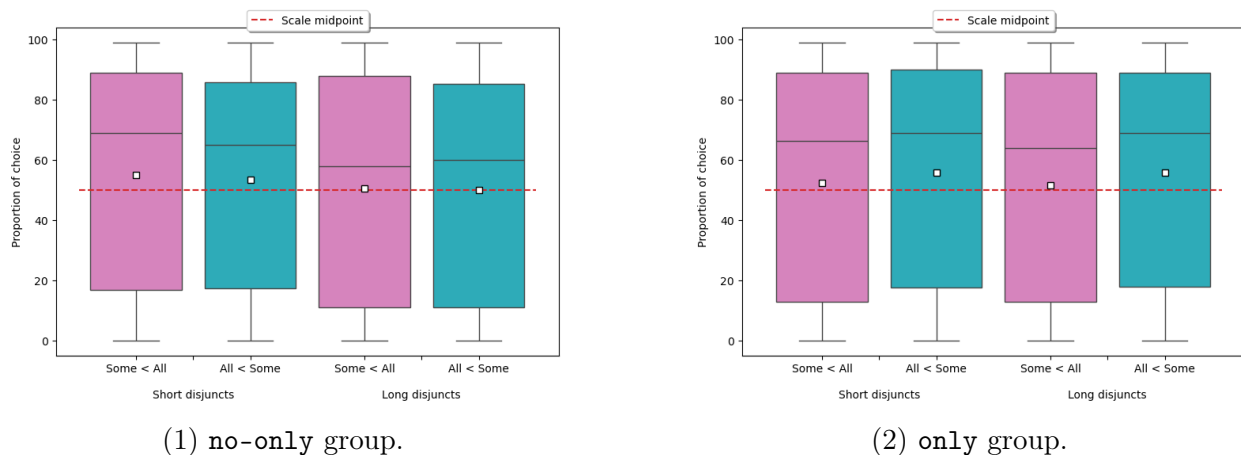 Scale midpoint
100
80
60
40
20
0
Proportion of choice
Some < All
All < Some
Some < All
All < Some
Short disjuncts
Long disjuncts
(1) no-only group.
Scale midpoint
100
80
60
40
20
0
Proportion of choice
Some < All
All < Some
Some < All
All < Some
Short disjuncts
Long disjuncts
(2) only group.